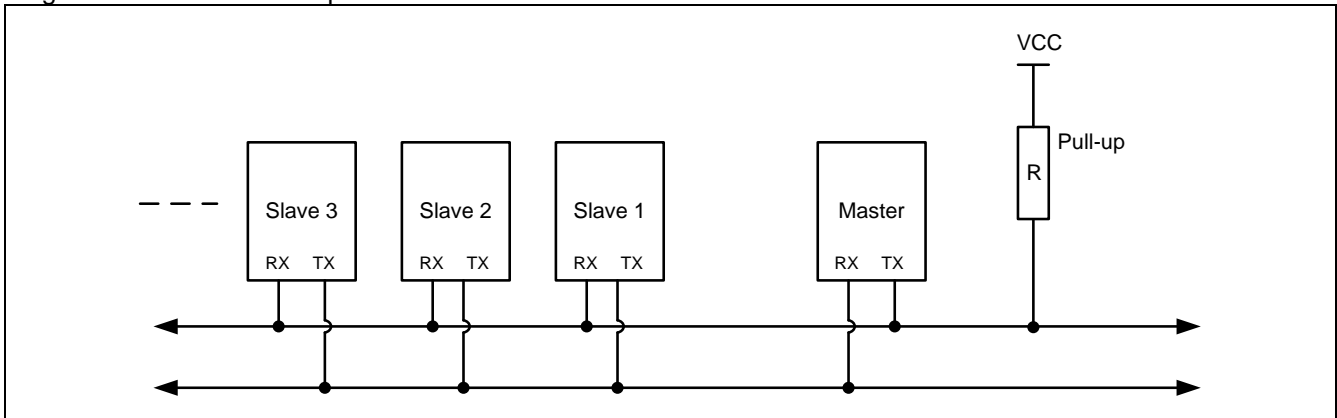 VCC
Pull-up
R
Slave 3 Slave 2 Slave 1 Master
RX TX RX TX RX TX RX TX